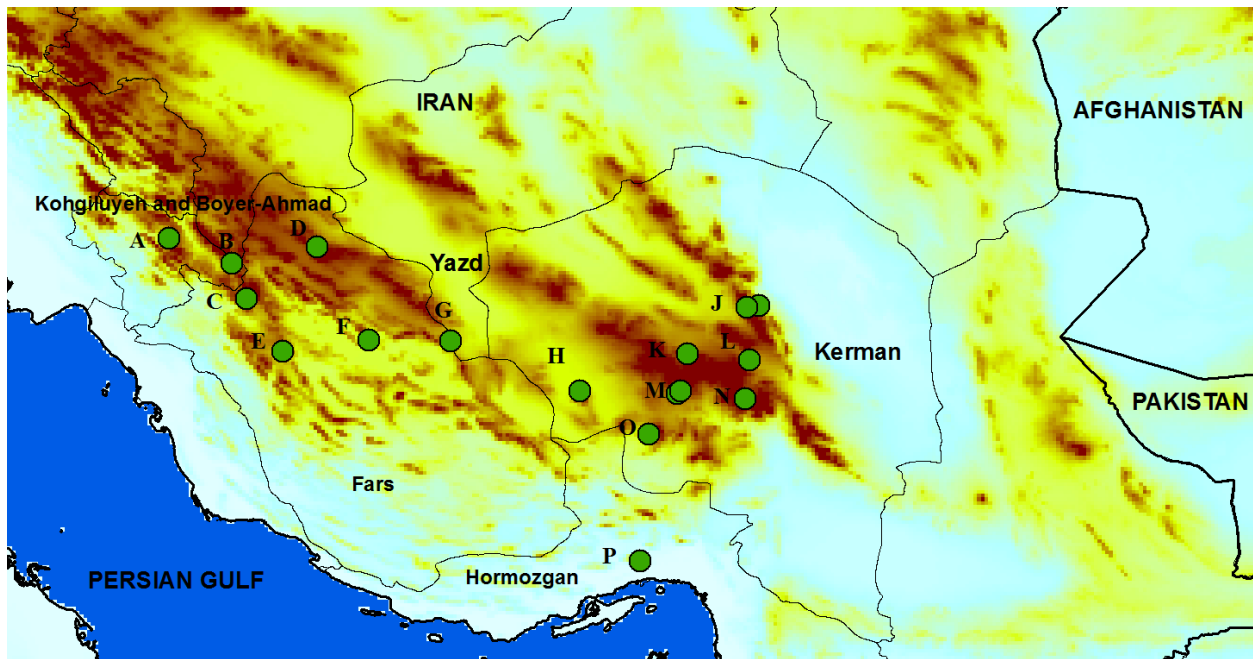 IRAN
AFGHANISTAN
Kohgiluyeh and Boyer-Ahmad
A
B
D
Yazd
C
J
G
F
E
K
L
Kerman
H
M
N
PAKISTAN
O
Fars
P
Hormozgan
PERSIAN GULF